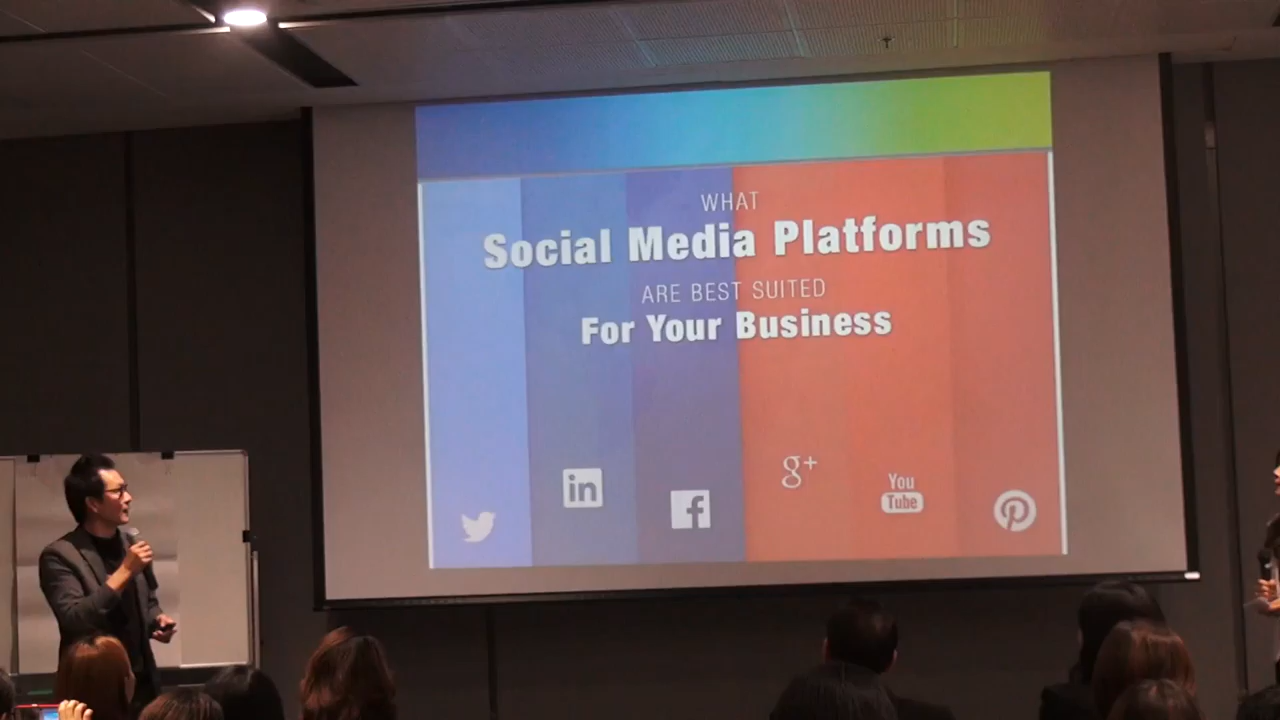 WHAT
Social Media Platforms
ARE BEST SUITED
For Your Business
in
f
g+
You
Tube